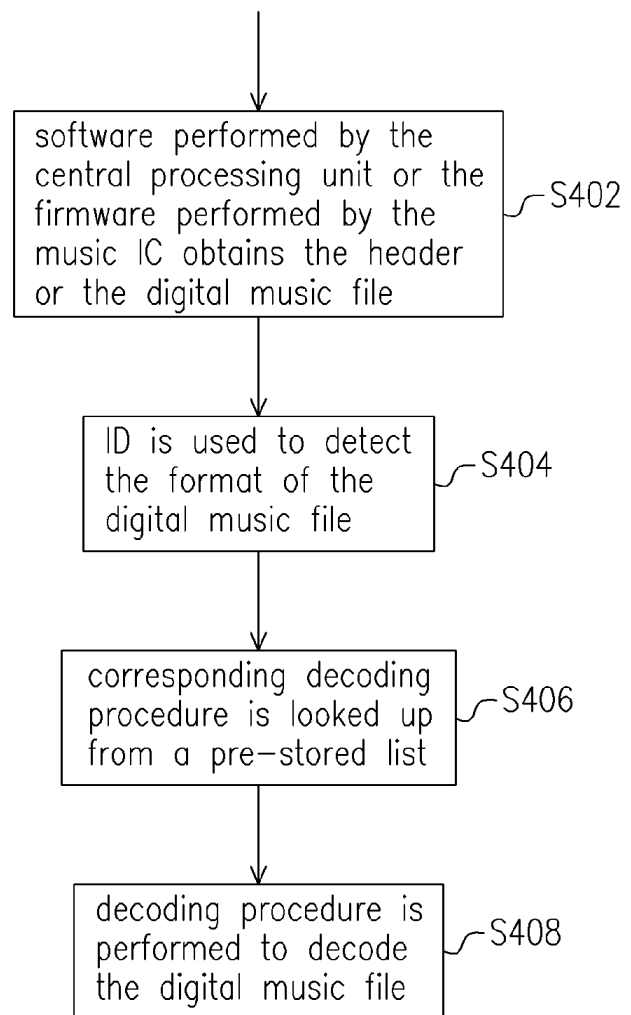 software performed by the
central processing unit or the
firmware performed by the
music IC obtains the header
or the digital music file
S402
ID is used to detect
the format of the
digital music file
S404
corresponding decoding
procedure is looked up
from a pre-stored list
S406
decoding procedure is
performed to decode
the digital music file
S408